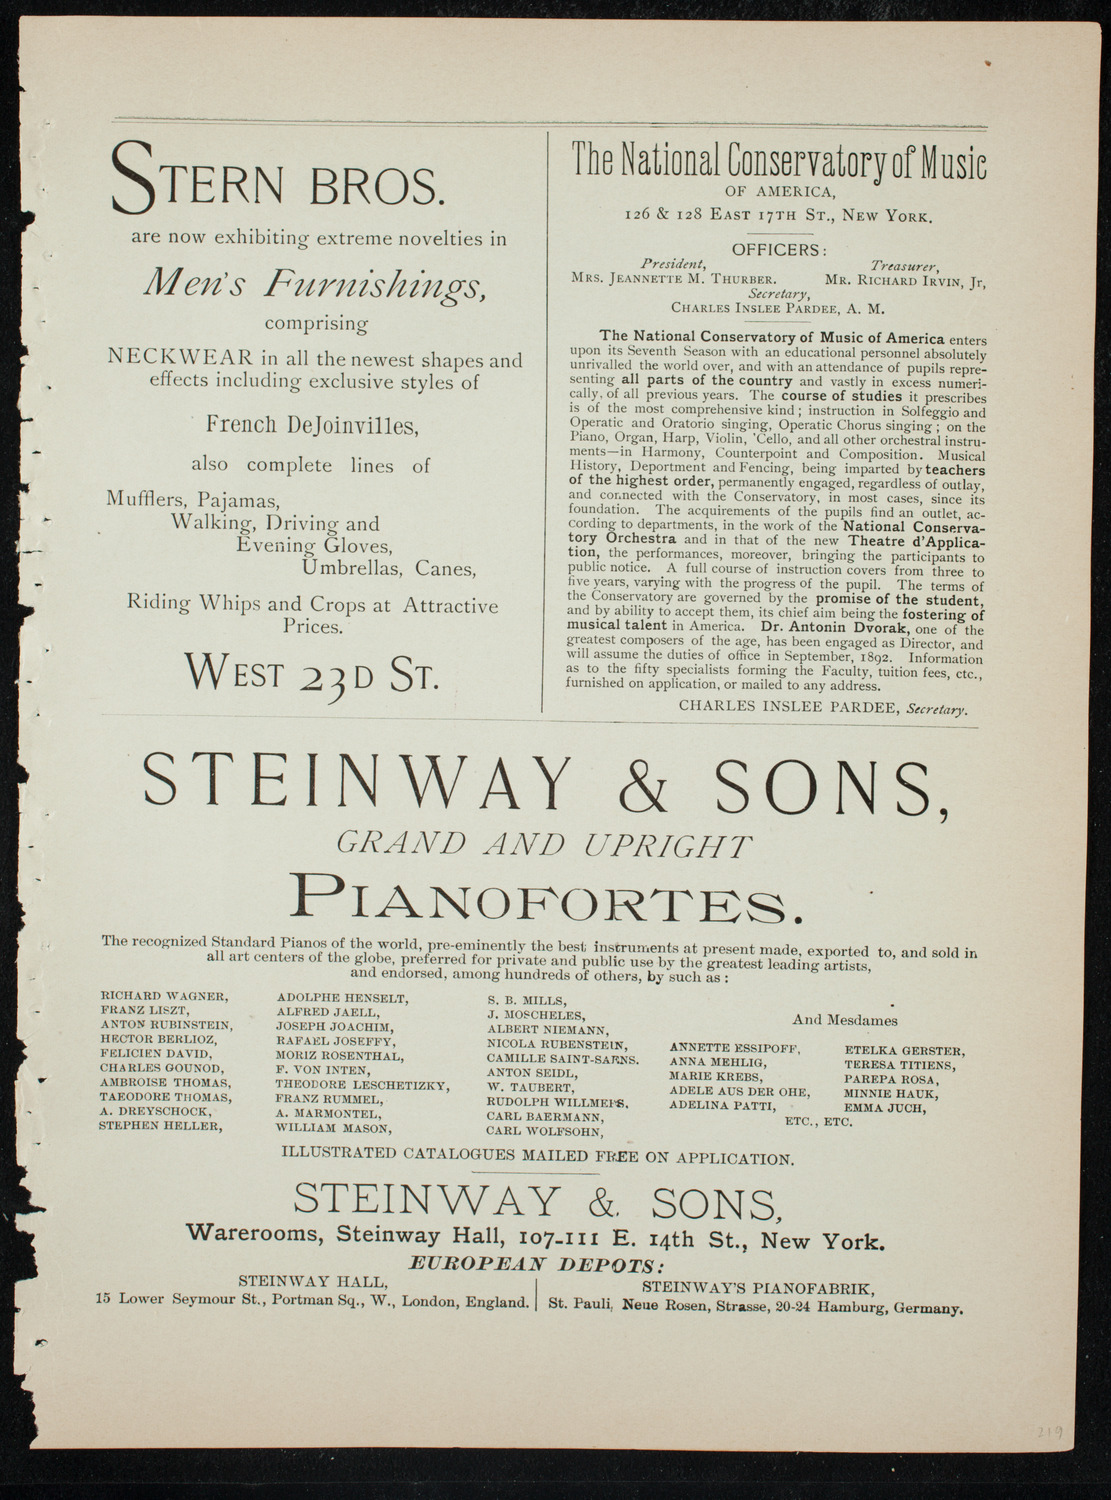 STERN BROS.
are now exhibiting extreme novelties in
Men's Furnishings,
comprising
NECKWEAR in all the newest shapes and
effects including exclusive styles of
French DeJoinvilles,
also complete lines of
Mufflers, Pajamas,
Walking, Driving and
Evening Gloves,
Umbrellas, Canes,
Riding Whips and Crops at Attractive
Prices.
WEST 23D ST.
The National Conservatory of Music
OF AMERICA,
126 & 128 EAST 17TH ST., NEW YORK.
OFFICERS:
President,
Treasurer,
MRS. JEANNETTE M. THURBER.
MR. RICHARD IRVIN, Jr,
Secretary,
CHARLES INSLEE PARDEE, A. M.
The National Conservatory of Music of America enters
upon its Seventh Season with an educational personnel absolutely
unrivalled the world over, and with an attendance of pupils repre-
senting all parts of the country and vastly in excess numeri-
cally, of all previous years. The course of studies it prescribes
is of the most comprehensive kind; instruction in Solfeggio and
Operatic and Oratorio singing, Operatic Chorus singing; on the
Piano, Organ, Harp, Violin, 'Cello, and all other orchestral instru-
ments—in Harmony, Counterpoint and Composition. Musical
History, Deportment and Fencing, being imparted by teachers
of the highest order, permanently engaged, regardless of outlay,
and connected with the Conservatory, in most cases, since its
foundation. The acquirements of the pupils find an outlet, ac-
cording to departments, in the work of the National Conserva-
tory Orchestra and in that of the new Theatre d'Applica-
tion, the performances, moreover, bringing the participants to
public notice. A full course of instruction covers from three to
five years, varying with the progress of the pupil. The terms of
the Conservatory are governed by the promise of the student,
and by ability to accept them, its chief aim being the fostering of
musical talent in America. Dr. Antonin Dvorak, one of the
greatest composers of the age, has been engaged as Director, and
will assume the duties of office in September, 1892. Information
as to the fifty specialists forming the Faculty, tuition fees, etc.,
furnished on application, or mailed to any address.
CHARLES INSLEE PARDEE, Secretary.
STEINWAY & SONS,
GRAND AND UPRIGHT
PIANOFORTES.
The recognized Standard Pianos of the world, pre-eminently the best instruments at present made, exported to, and sold in
all art centers of the globe, preferred for private and public use by the greatest leading artists,
and endorsed, among hundreds of others, by such as:
RICHARD WAGNER,
FRANZ LISZT,
ANTON RUBINSTEIN,
HECTOR BERLIOZ,
FELICIEN DAVID,
CHARLES GOUNOD,
AMBROISE THOMAS,
TAEODORE THOMAS,
A. DREYSCHOCK,
STEPHEN HELLER,
ADOLPHE HENSELT,
ALFRED JAELL,
JOSEPH JOACHIM,
RAFAEL JOSEFFY,
MORIZ ROSENTHAL,
F. VON INTEN,
THEODORE LESCHETIZKY,
FRANZ RUMMEL,
A. MARMONTEL,
WILLIAM MASON,
S. B. MILLS,
J. MOSCHELES,
ALBERT NIEMANN,
NICOLA RUBENSTEIN,
CAMILLE SAINT-SAENS.
ANTON SEIDL,
W. TAUBERT,
RUDOLPH WILLMERS,
CARL BAERMANN,
CARL WOLFSOHN,
And Mesdames
ANNETTE ESSIPOFF,
ANNA MEHLIG,
MARIE KREBS,
ADELE AUS DER OHE,
ADELINA PATTI,
ETELKA GERSTER,
TERESA TITIENS,
PAREPA ROSA,
MINNIE HAUK,
EMMA JUCH,
ETC., ETC.
ILLUSTRATED CATALOGUES MAILED FREE ON APPLICATION.
STEINWAY & SONS,
Warerooms, Steinway Hall, 107-111 E. 14th St., New York.
EUROPEAN DEPOTS:
STEINWAY HALL,
15 Lower Seymour St., Portman Sq., W., London, England.
STEINWAY'S PIANOFABRIK,
St. Pauli, Neue Rosen, Strasse, 20-24 Hamburg, Germany.
219